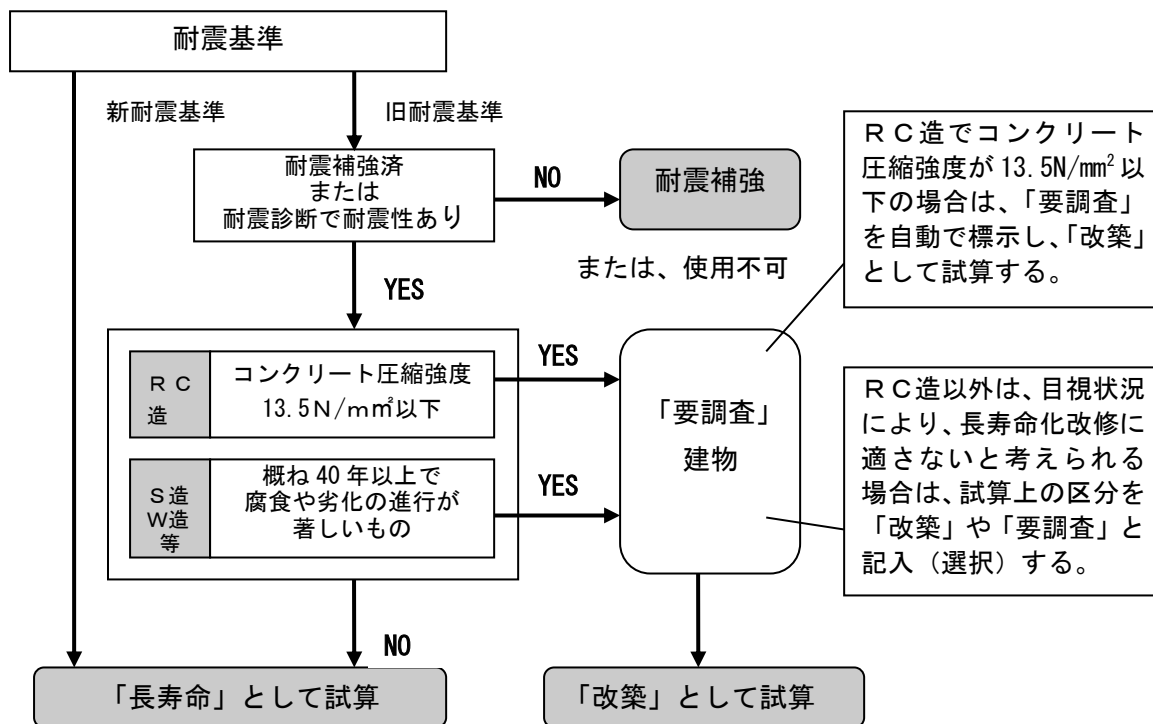 耐震基準
新耐震基準
旧耐震基準
耐震補強済
または
耐震診断で耐震性あり
NO
耐震補強
または、使用不可
YES
ＲＣ
造
コンクリート圧縮強度
13.5Ｎ/ｍ㎡以下
YES
Ｓ造
Ｗ造
等
概ね 40 年以上で
腐食や劣化の進行が
著しいもの
YES
「要調査」
建物
ＲＣ造でコンクリート
圧縮強度が 13.5N/mm² 以
下の場合は、「要調査」
を自動で標示し、「改築」
として試算する。
ＲＣ造以外は、目視状況
により、長寿命化改修に
適さないと考えられる
場合は、試算上の区分を
「改築」や「要調査」と
記入（選択）する。
NO
「長寿命」として試算
「改築」として試算